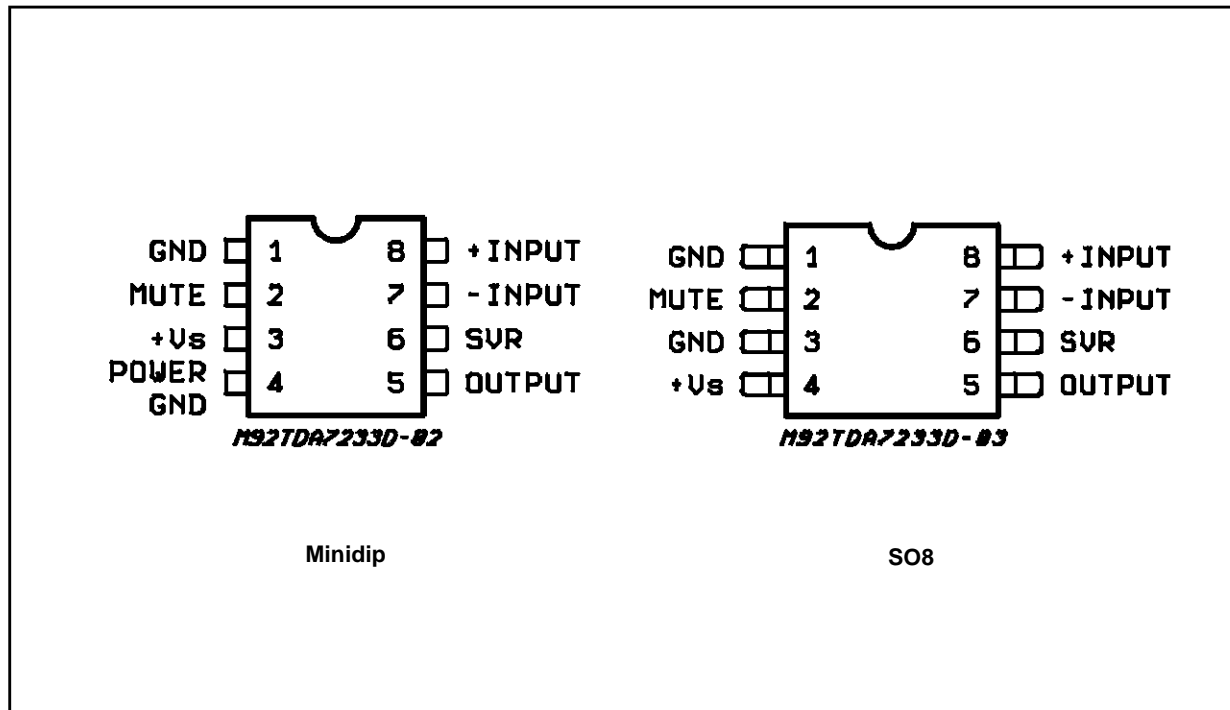 GND 1 8 +INPUT
MUTE 2 7 -INPUT
+Vs 3 6 SVR
POWER GND 4 5 OUTPUT
M92TDA7233D-02
Minidip
GND 1 8 +INPUT
MUTE 2 7 -INPUT
GND 3 6 SVR
+Vs 4 5 OUTPUT
M92TDA7233D-03
SO8